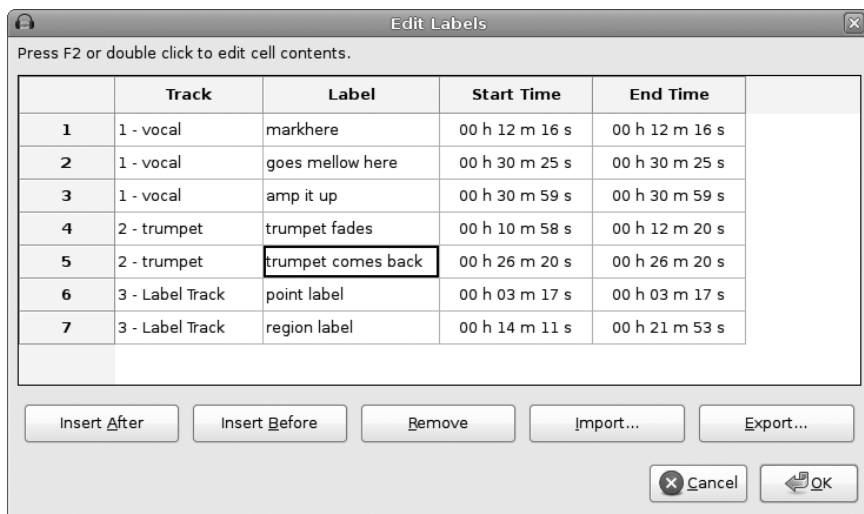 Edit Labels
Press F2 or double click to edit cell contents.
Track Label Start Time End Time
1 1 - vocal markhere 00 h 12 m 16 s 00 h 12 m 16 s
2 1 - vocal goes mellow here 00 h 30 m 25 s 00 h 30 m 25 s
3 1 - vocal amp it up 00 h 30 m 59 s 00 h 30 m 59 s
4 2 - trumpet trumpet fades 00 h 10 m 58 s 00 h 12 m 20 s
5 2 - trumpet trumpet comes back 00 h 26 m 20 s 00 h 26 m 20 s
6 3 - Label Track point label 00 h 03 m 17 s 00 h 03 m 17 s
7 3 - Label Track region label 00 h 14 m 11 s 00 h 21 m 53 s
Insert After Insert Before Remove Import... Export...
Cancel OK